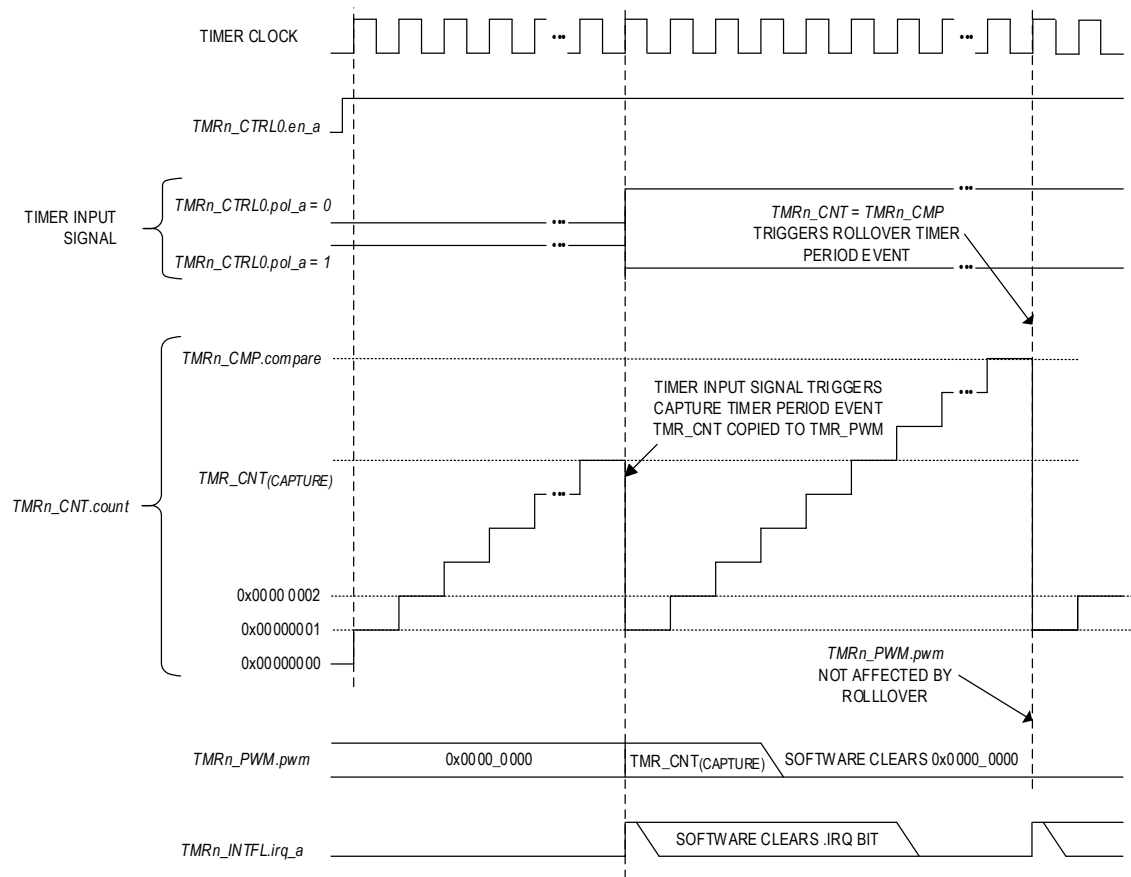 TIMER CLOCK
•••
•••
TMRn_CTRL0.en_a
TIMER INPUT
SIGNAL
TMRn_CTRL0.pol_a = 0
•••
•••
TMRn_CTRL0.pol_a = 1
•••
•••
TMRn_CNT = TMRn_CMP
TRIGGERS ROLLOVER TIMER
PERIOD EVENT
TMRn_CMP.compare
•••
TIMER INPUT SIGNAL TRIGGERS
CAPTURE TIMER PERIOD EVENT
TMR_CNT COPIED TO TMR_PWM
•••
TMR_CNT(CAPTURE)
•••
TMRn_CNT.count
0x0000 0002
0x00000001
0x00000000
TMRn_PWM.pwm
NOT AFFECTED BY
ROLLLOVER
TMRn_PWM.pwm
0x0000_0000
TMR_CNT(CAPTURE)
SOFTWARE CLEARS 0x0000_0000
TMRn_INTFL.irq_a
SOFTWARE CLEARS .IRQ BIT